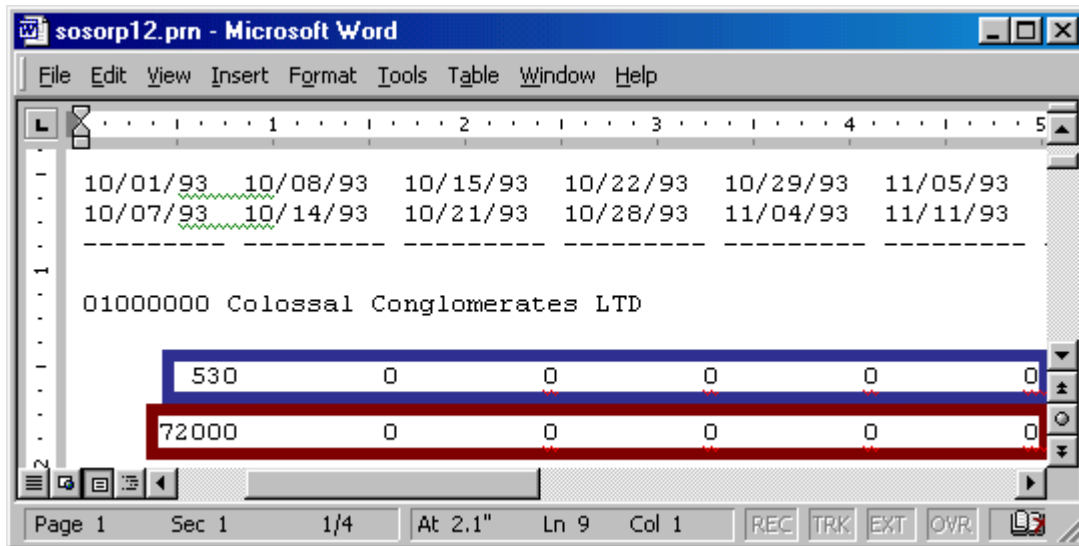 sosorp12.prn - Microsoft Word
File Edit View Insert Format Tools Table Window Help
1 2 3 4 5
10/01/93 10/08/93 10/15/93 10/22/93 10/29/93 11/05/93
10/07/93 10/14/93 10/21/93 10/28/93 11/04/93 11/11/93
--------- --------- --------- --------- --------- ---------
1
01000000 Colossal Conglomerates LTD
530 0 0 0 0 0
72000 0 0 0 0 0
2
Page 1 Sec 1 1/4 At 2.1" Ln 9 Col 1 REC TRK EXT OVR